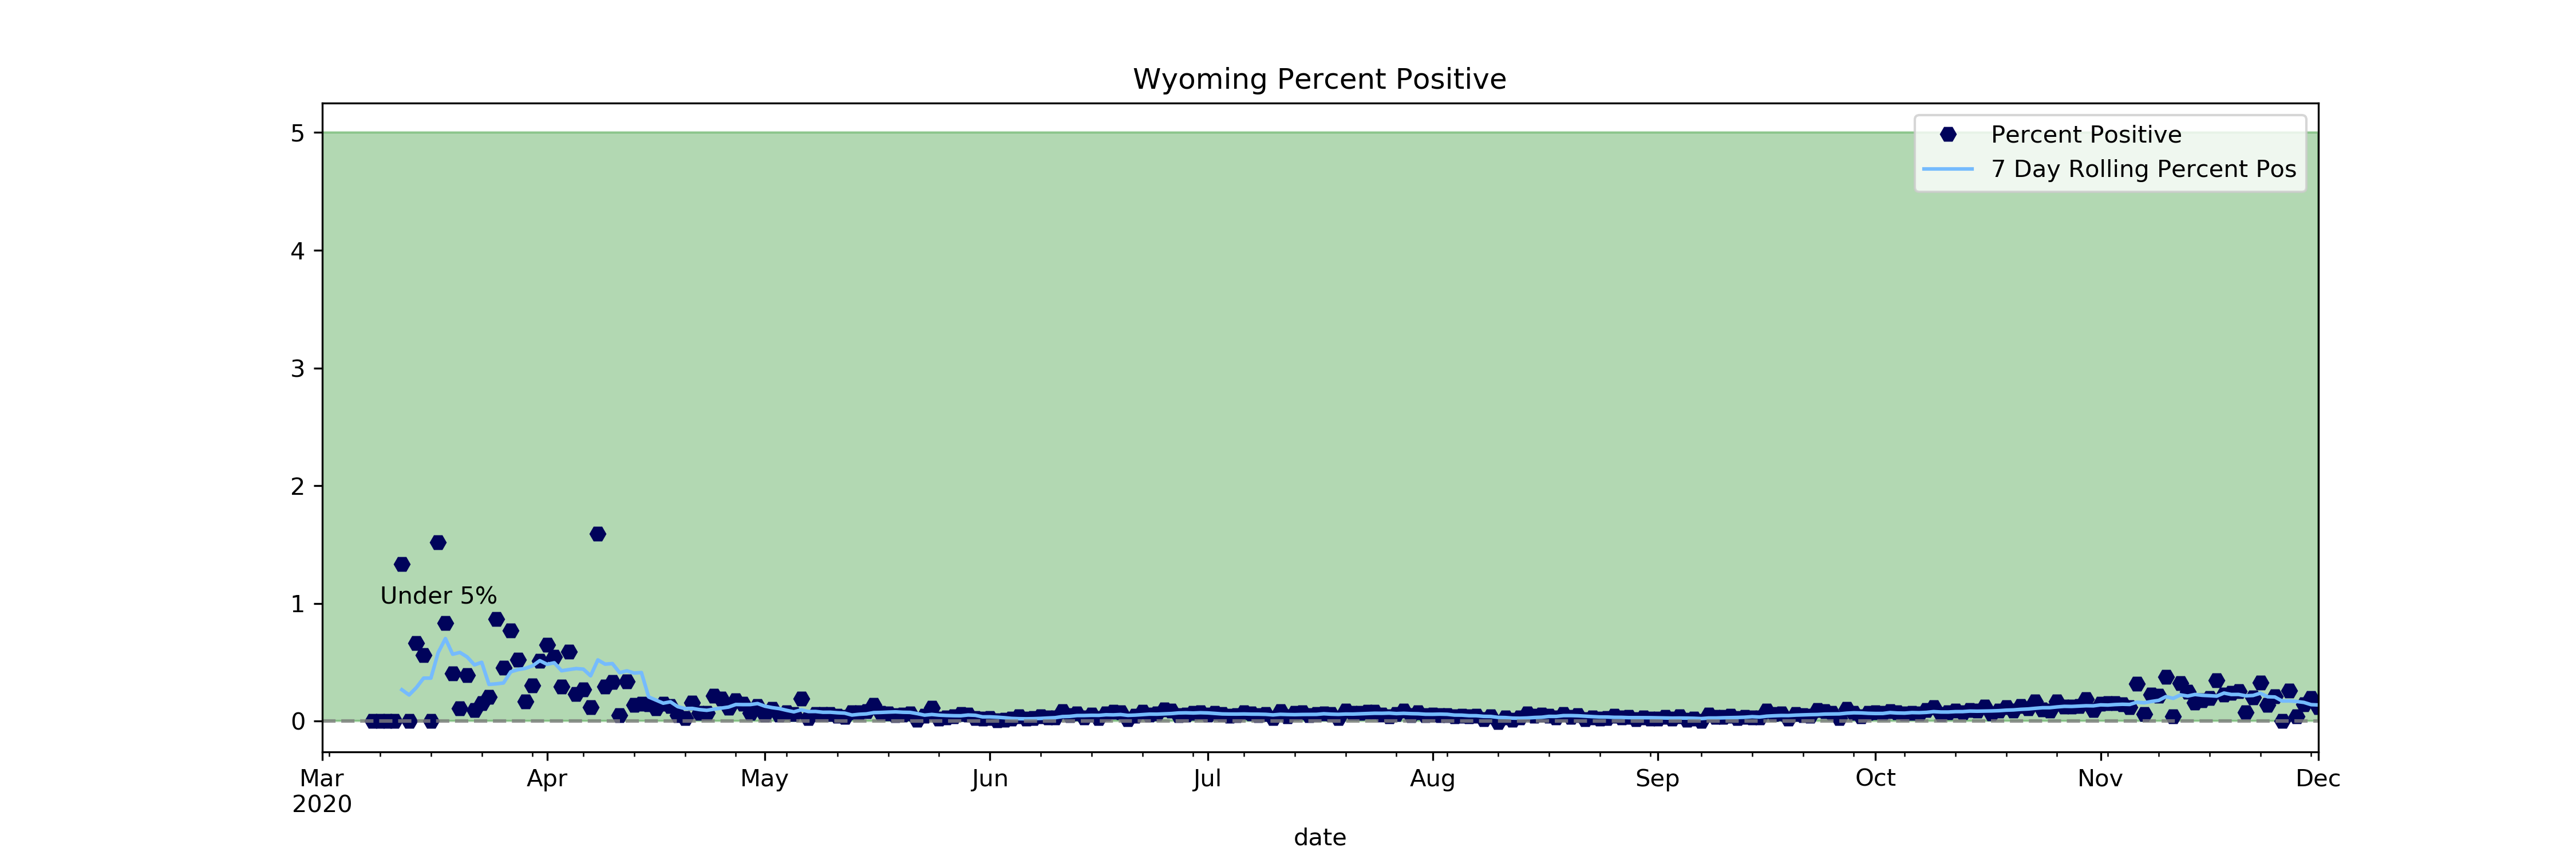 Wyoming Percent Positive
5
4
3
2
1
0
Percent Positive
7 Day Rolling Percent Pos
Under 5%
Mar Apr May Jun Jul Aug Sep Oct Nov Dec
2020
date